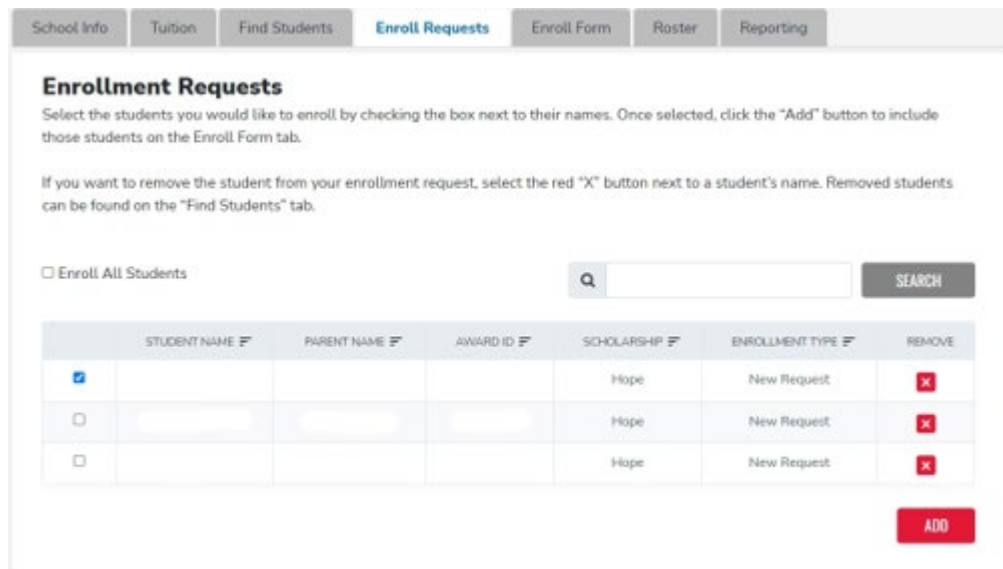 School Info Tuition Find Students Enroll Requests Enroll Form Roster Reporting
Enrollment Requests
Select the students you would like to enroll by checking the box next to their names. Once selected, click the "Add" button to include
those students on the Enroll Form tab.
If you want to remove the student from your enrollment request, select the red "X" button next to a student's name. Removed students
can be found on the "Find Students" tab.
Enroll All Students SEARCH
STUDENT NAME PARENT NAME AWARD ID SCHOLARSHIP ENROLLMENT TYPE REMOVE
Hope New Request X
Hope New Request X
Hope New Request X
ADD